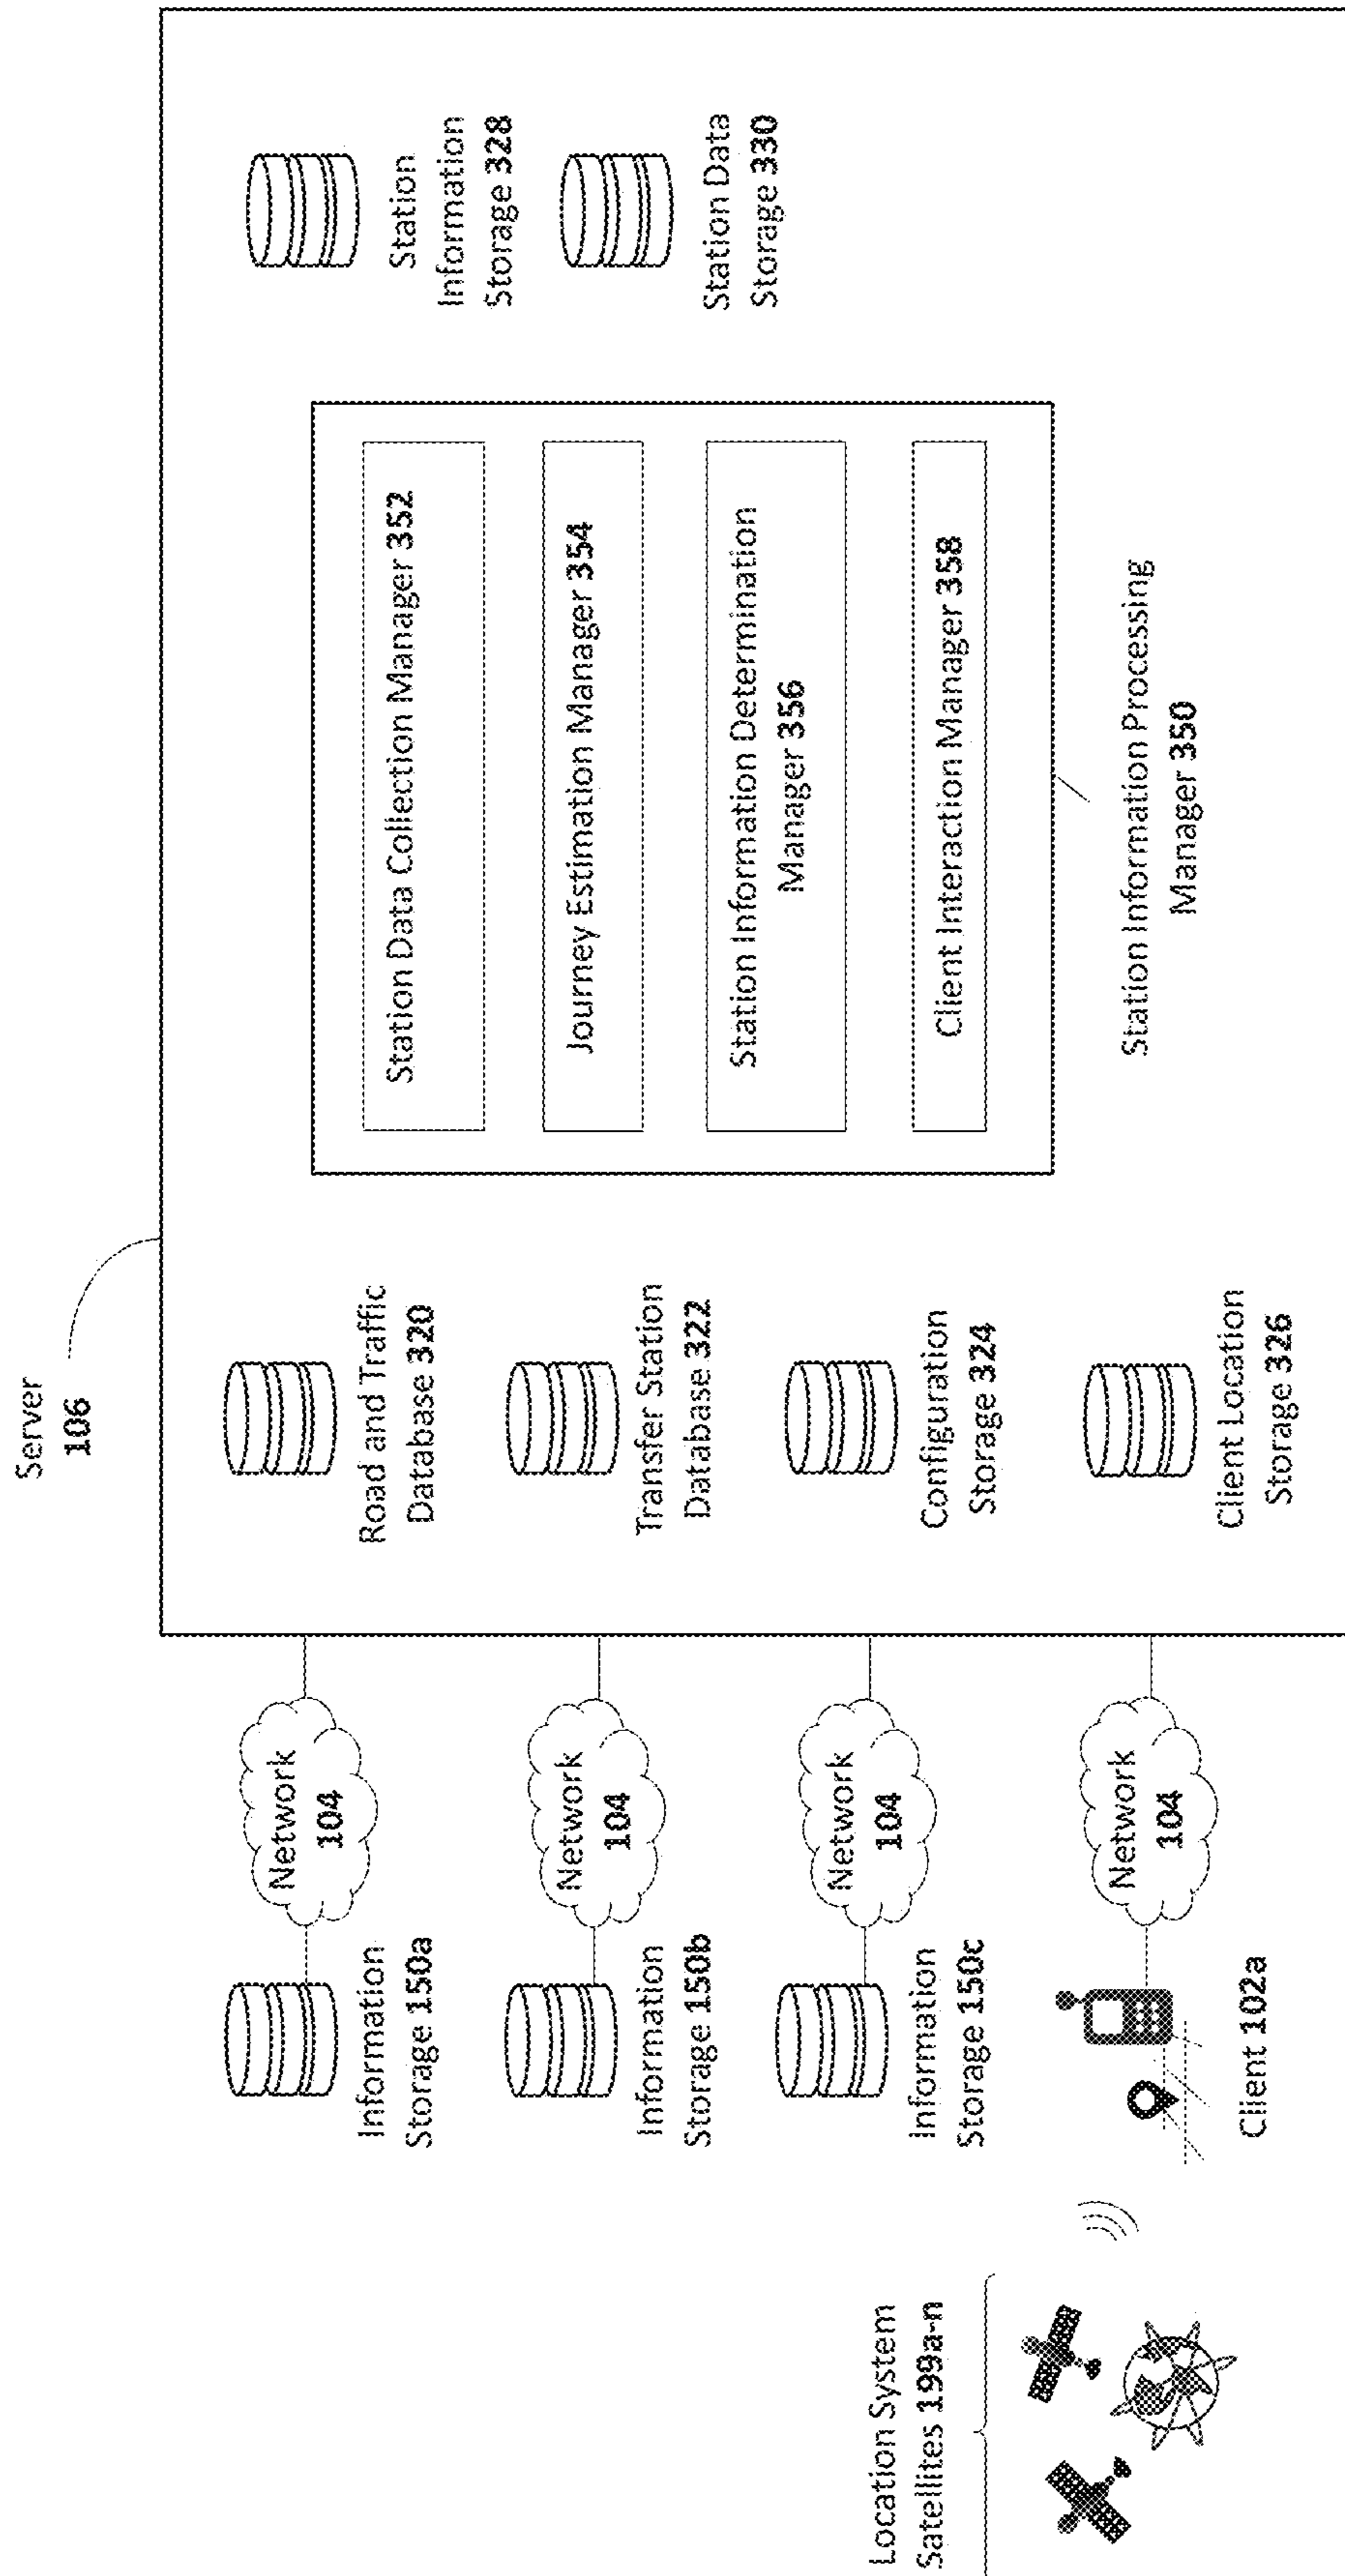 Server
106
Location System
Satellites 199a-n
Information
Storage 150a
Network
104
Road and Traffic
Database 320
Information
Storage 150b
Network
104
Transfer Station
Database 322
Information
Storage 150c
Network
104
Configuration
Storage 324
Client 102a
Network
104
Client Location
Storage 326
Station Data Collection Manager 352
Journey Estimation Manager 354
Station Information Determination
Manager 356
Client Interaction Manager 358
Station Information Processing
Manager 350
Station
Information
Storage 328
Station Data
Storage 330